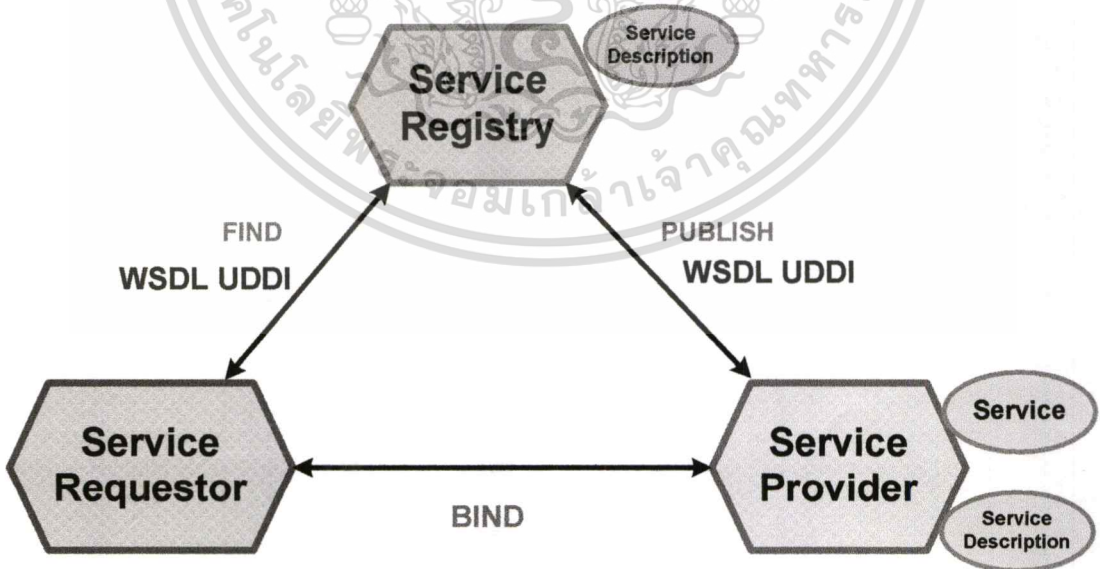 Service
Description
Service
Registry
FIND
WSDL UDDI
PUBLISH
WSDL UDDI
Service
Requestor
BIND
Service
Provider
Service
Service
Description